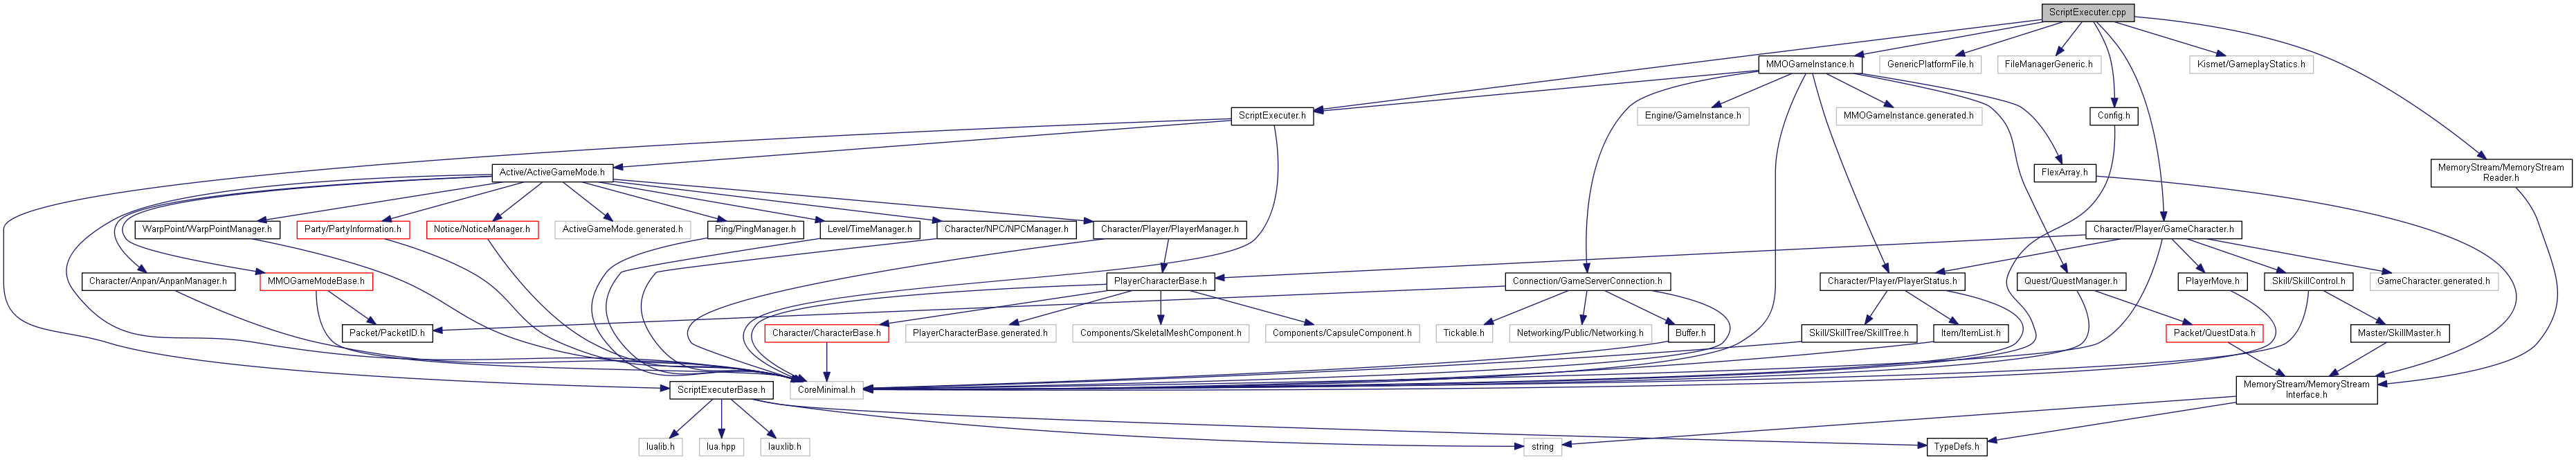 ScriptExecuter.cpp
MMOGameInstance.h
GenericPlatformFile.h
FileManagerGeneric.h
Kismet/GameplayStatics.h
ScriptExecuter.h
Engine/GameInstance.h
MMOGameInstance.generated.h
Config.h
Active/ActiveGameMode.h
FlexArray.h
MemoryStream/MemoryStream
Reader.h
WarpPoint/WarpPointManager.h
Party/PartyInformation.h
Notice/NoticeManager.h
ActiveGameMode.generated.h
Ping/PingManager.h
Level/TimeManager.h
Character/NPC/NPCManager.h
Character/Player/PlayerManager.h
Character/Player/GameCharacter.h
Character/Anpan/AnpanManager.h
MMOGameModeBase.h
PlayerCharacterBase.h
Connection/GameServerConnection.h
Character/Player/PlayerStatus.h
Quest/QuestManager.h
PlayerMove.h
Skill/SkillControl.h
GameCharacter.generated.h
Packet/PacketID.h
Character/CharacterBase.h
PlayerCharacterBase.generated.h
Components/SkeletalMeshComponent.h
Components/CapsuleComponent.h
Tickable.h
Networking/Public/Networking.h
Buffer.h
Skill/SkillTree/SkillTree.h
Item/ItemList.h
Packet/QuestData.h
Master/SkillMaster.h
ScriptExecuterBase.h
CoreMinimal.h
MemoryStream/MemoryStream
Interface.h
lualib.h
lua.hpp
lauxlib.h
string
TypeDefs.h